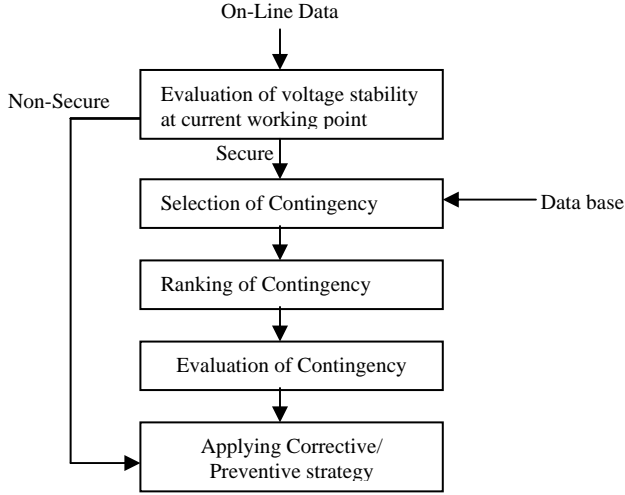 On-Line Data
Non-Secure
Evaluation of voltage stability
at current working point
Secure
Selection of Contingency
Data base
Ranking of Contingency
Evaluation of Contingency
Applying Corrective/
Preventive strategy